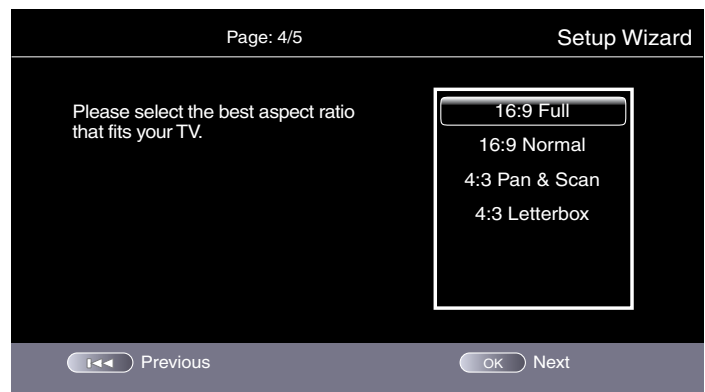 Page: 4/5
Setup Wizard
Please select the best aspect ratio
that fits your TV.
16:9 Full
16:9 Normal
4:3 Pan & Scan
4:3 Letterbox
Previous
OK Next